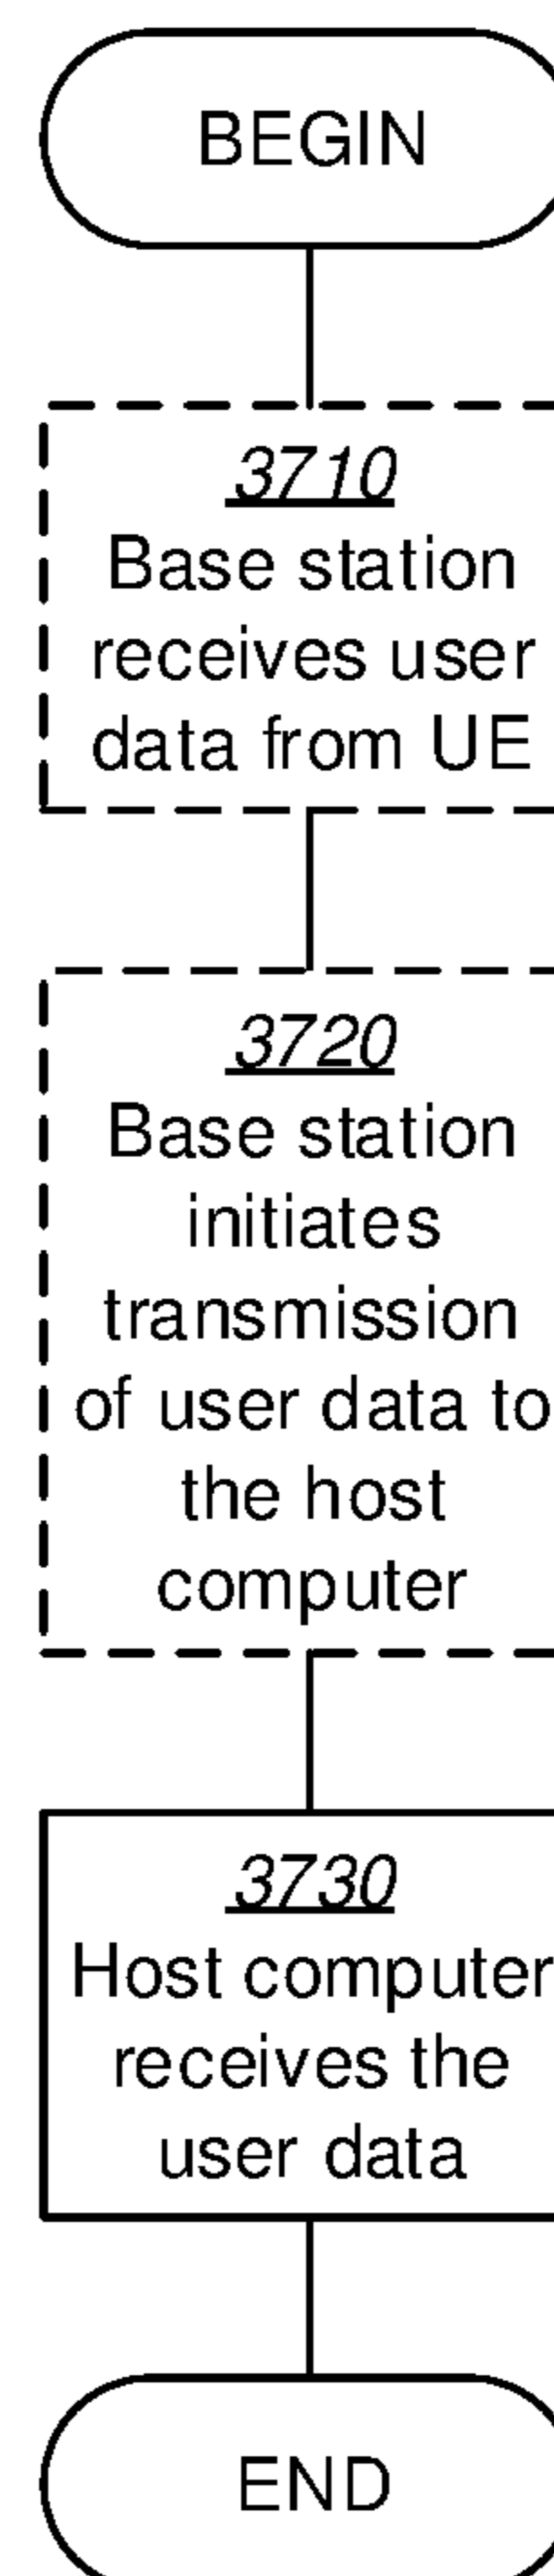 BEGIN
3710
Base station
receives user
data from UE
3720
Base station
initiates
transmission
of user data to
the host
computer
3730
Host computer
receives the
user data
END